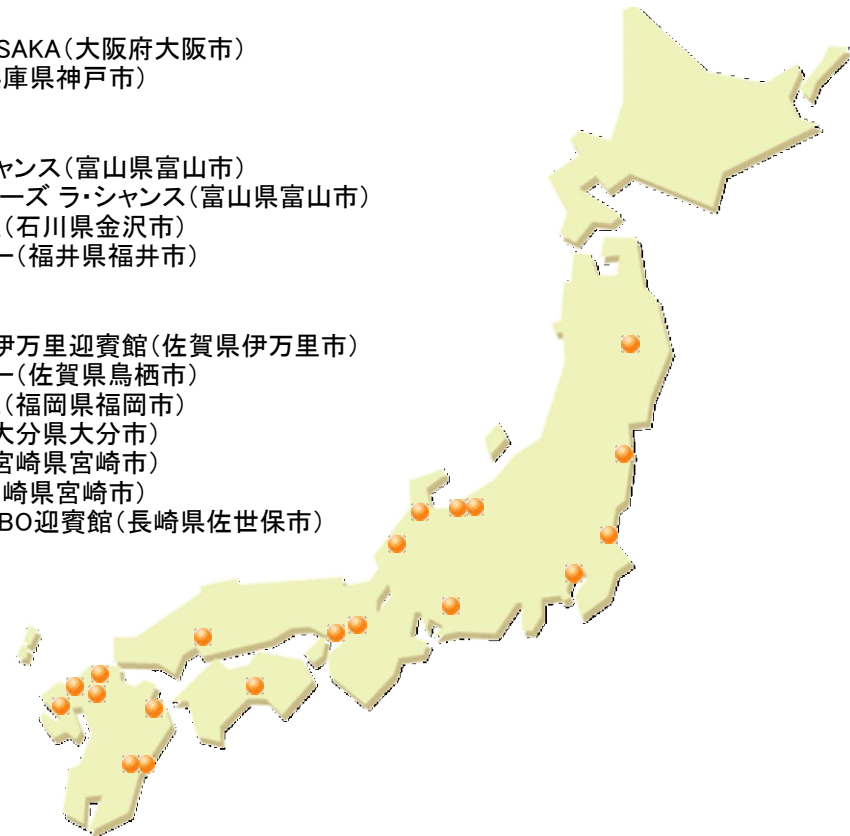 SAKA(大阪府大阪市)
庫県神戸市)
ャンス(富山県富山市)
ーズ ラ・シャンス(富山県富山市)
(石川県金沢市)
ー(福井県福井市)
伊万里迎賓館(佐賀県伊万里市)
ー(佐賀県鳥栖市)
(福岡県福岡市)
大分県大分市)
宮崎県宮崎市)
崎県宮崎市)
BO迎賓館(長崎県佐世保市)